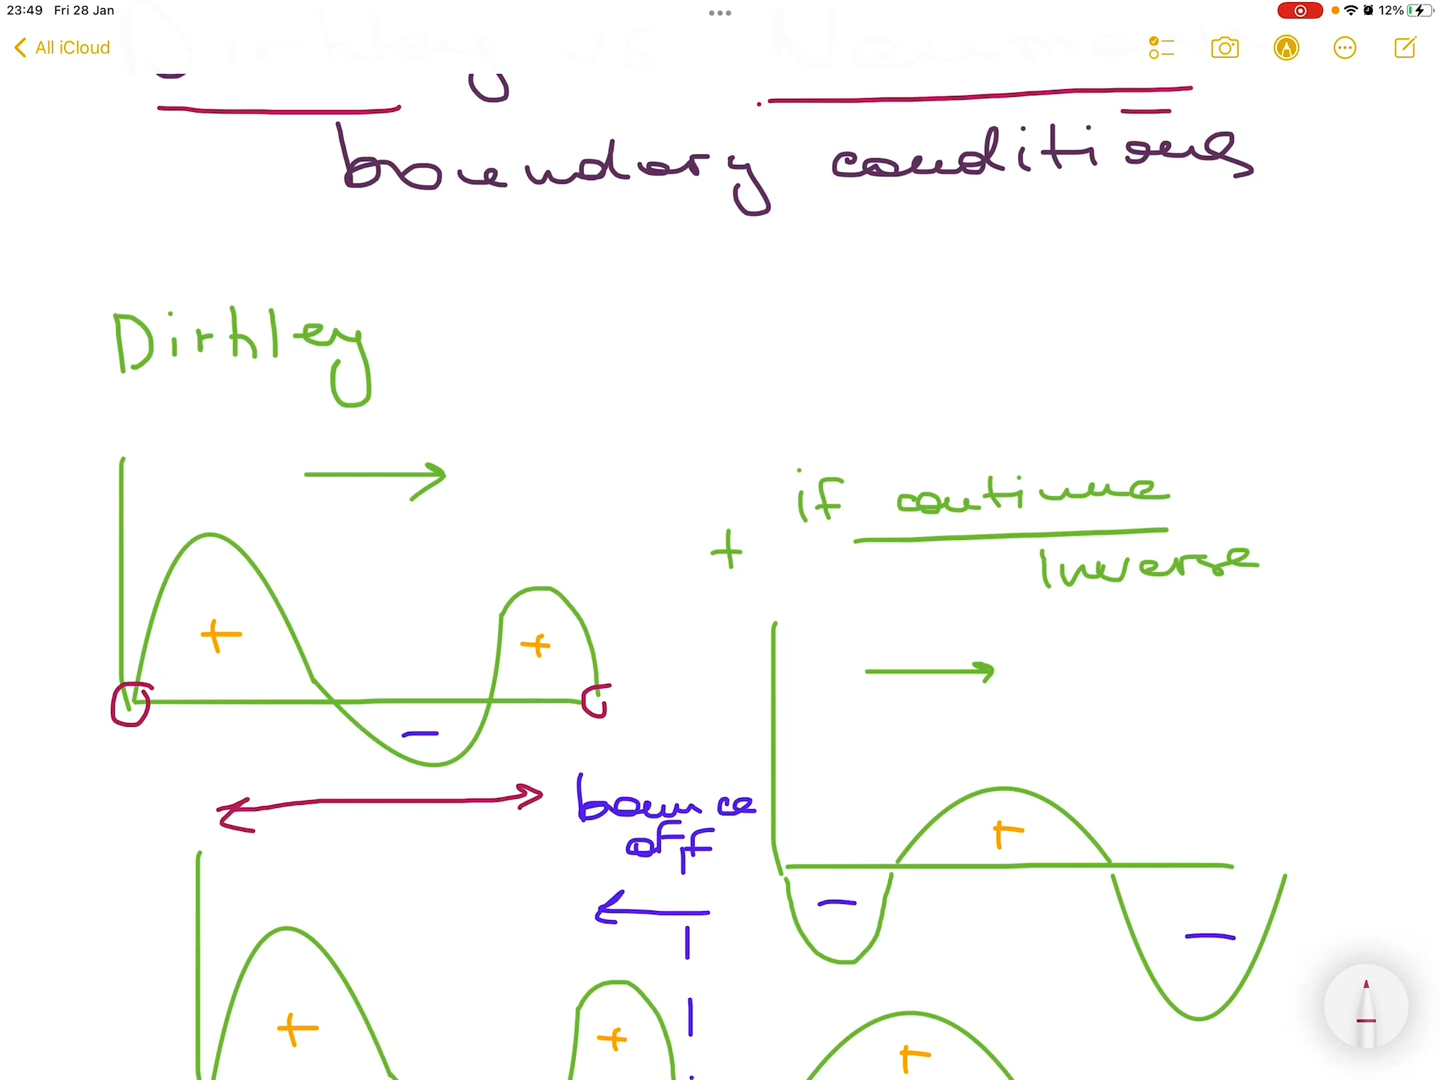 23:49 Fri 28 Jan
12%
All iCloud
boundary conditions
Dirhley
if continue
+ Inverse
+
+
−
bounce
off
+
−
−
+
+
+